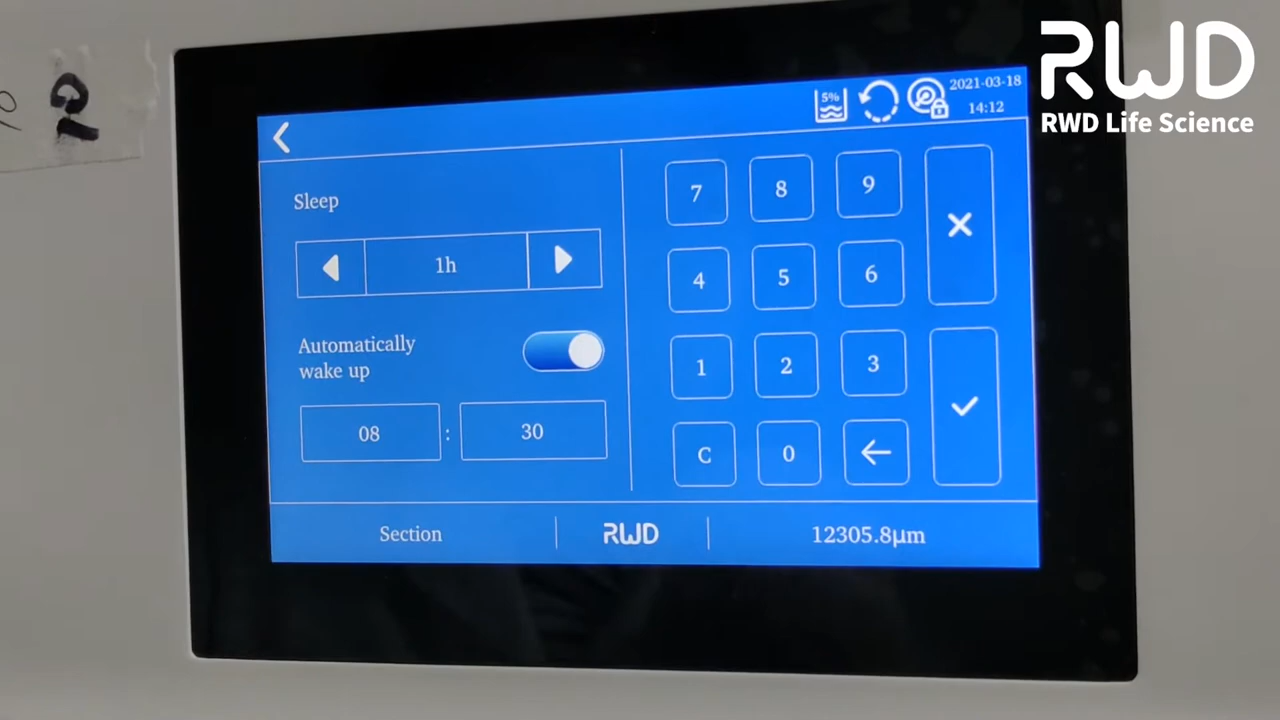 RWD
RWD Life Science
5%
2021-03-18
14:12
Sleep
1h
Automatically
wake up
08 : 30
7 8 9
4 5 6
1 2 3
C 0
Section
RWD
12305.8μm